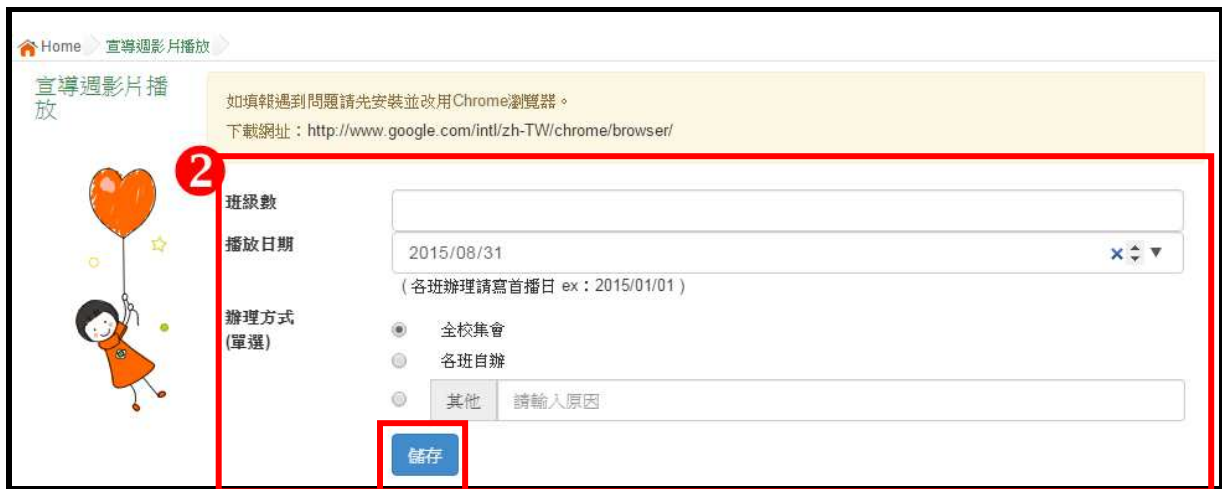 Home 宣導週影片播放
宣導週影片播
放
如填報遇到問題請先安裝並改用Chrome瀏覽器。
下載網址：http://www.google.com/intl/zh-TW/chrome/browser/
2
班級數
播放日期
2015/08/31
(各班辦理請寫首播日 ex：2015/01/01)
辦理方式
(單選)
全校集會
各班自辦
其他 請輸入原因
儲存